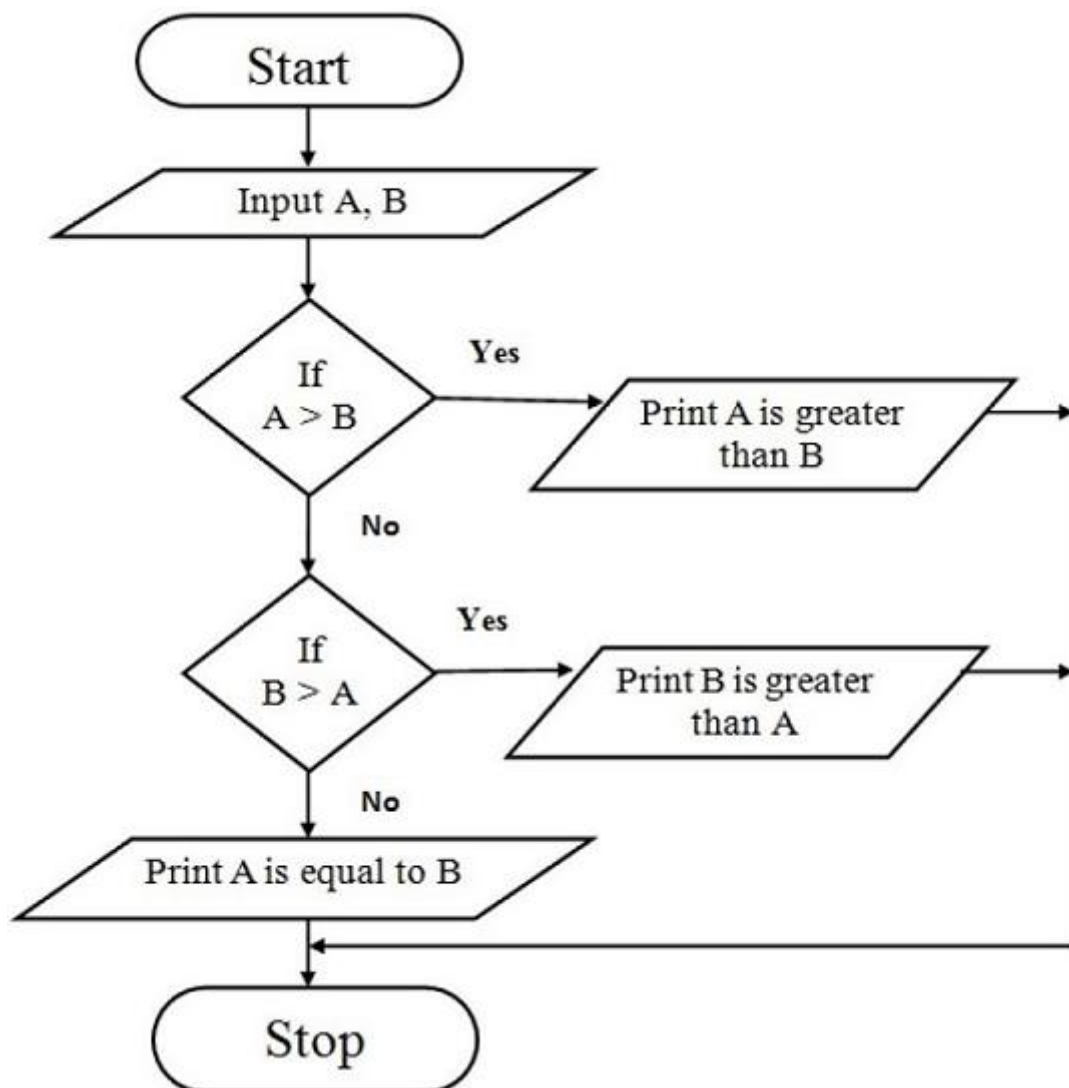 Start
Input A, B
If
A > B
Yes
Print A is greater
than B
No
If
B > A
Yes
Print B is greater
than A
No
Print A is equal to B
Stop